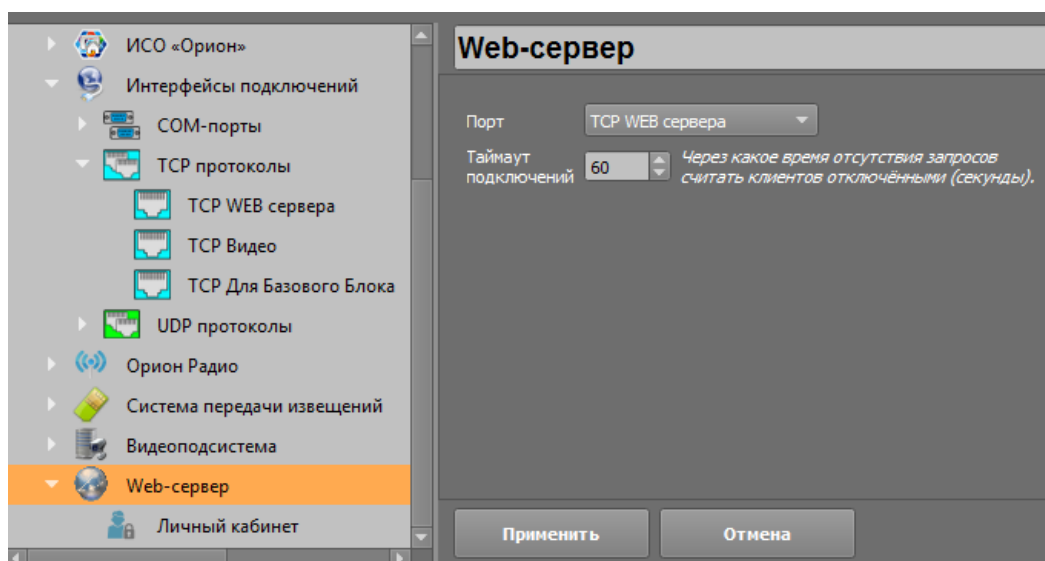 ИСО «Орион»
Интерфейсы подключений
COM-порты
TCP протоколы
TCP WEB сервера
TCP Видео
TCP Для Базового Блока
UDP протоколы
Орион Радио
Система передачи извещений
Видеоподсистема
Web-сервер
Личный кабинет
Web-сервер
Порт
TCP WEB сервера
Таймаут
подключений
60
Через какое время отсутствия запросов
считать клиентов отключёнными (секунды).
Применить
Отмена